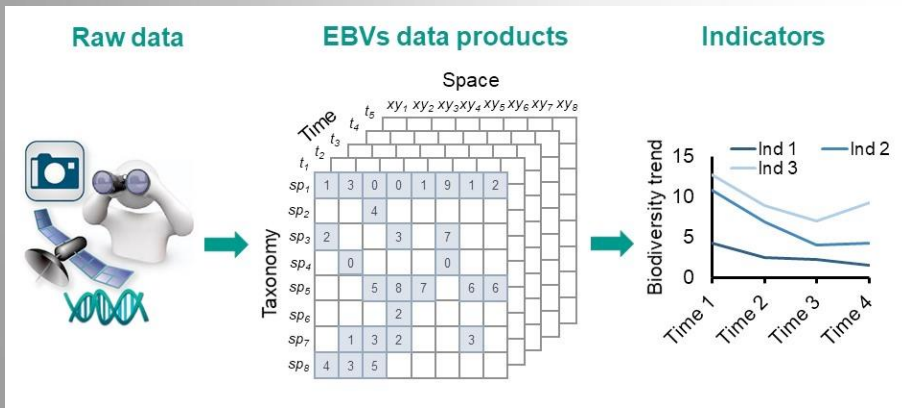 Raw data
EBVs data products
Indicators
Space
xy1 xy2 xy3 xy4 xy5 xy6 xy7 xy8
Time
t1 t2 t3 t4 t5
Taxonomy
sp1 1 3 0 0 1 9 1 2
sp2 4
sp3 2 3 7
sp4 0 0
sp5 5 8 7 6 6
sp6 2
sp7 1 3 2 3
sp8 4 3 5
Ind 1 Ind 2
Ind 3
Biodiversity trend
15
10
5
0
Time 1 Time 2 Time 3 Time 4